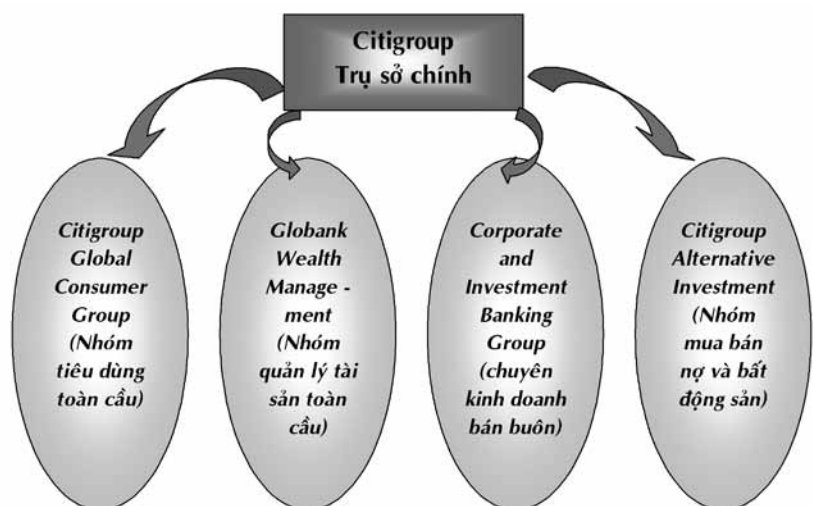 Citigroup
Trụ sở chính
Citigroup
Global
Consumer
Group
(Nhóm
tiêu dùng
toàn cầu)
Globank
Wealth
Manage -
ment
(Nhóm
quản lý tài
sản toàn
cầu)
Corporate
and
Investment
Banking
Group
(chuyên
kinh doanh
bán buôn)
Citigroup
Alternative
Investment
(Nhóm
mua bán
nợ và bất
động sản)